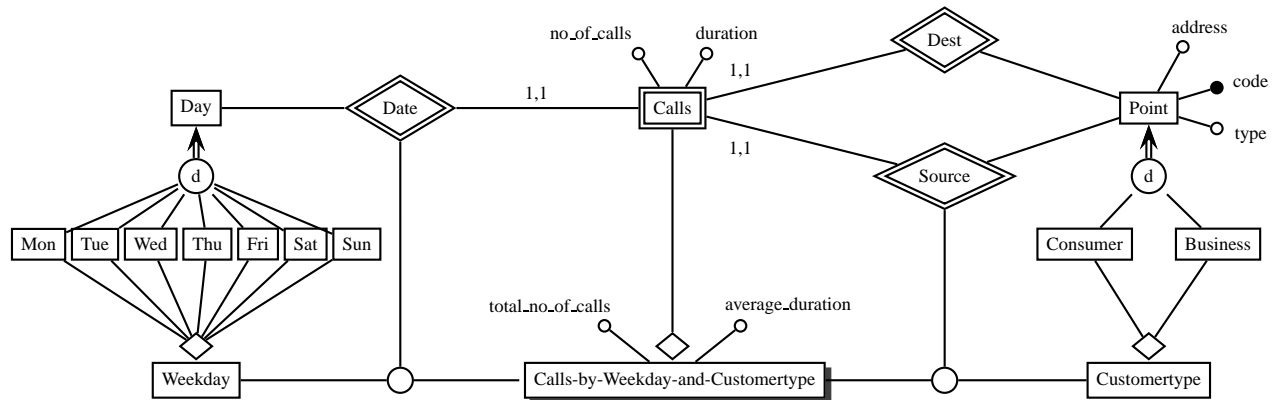 no_of_calls
duration
Dest
address
code
type
1,1
Day
Date
1,1
Calls
Point
1,1
d
Source
d
Mon
Tue
Wed
Thu
Fri
Sat
Sun
Consumer
Business
total_no_of_calls
average_duration
Weekday
Calls-by-Weekday-and-Customertype
Customertype